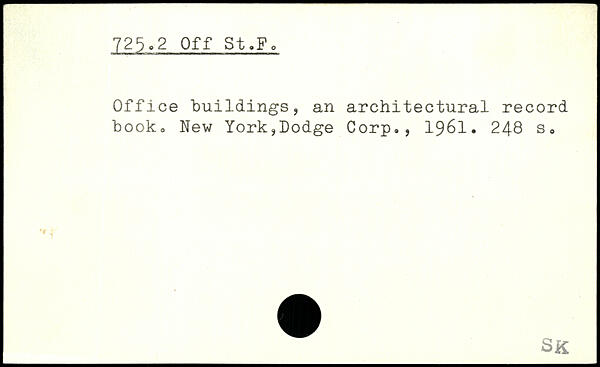 725.2 Off St.F.
Office buildings, an architectural record
book. New York,Dodge Corp., 1961. 248 s.
SK